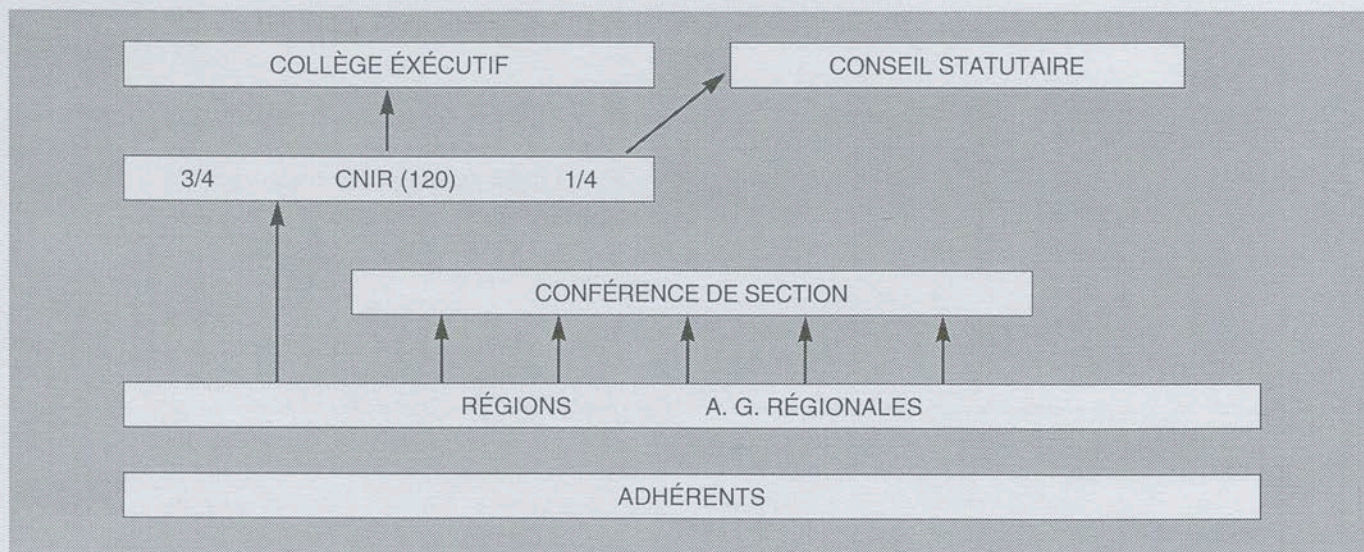 COLLÈGE ÉXÉCUTIF
CONSEIL STATUTAIRE
3/4 CNIR (120) 1/4
CONFÉRENCE DE SECTION
RÉGIONS A. G. RÉGIONALES
ADHÉRENTS